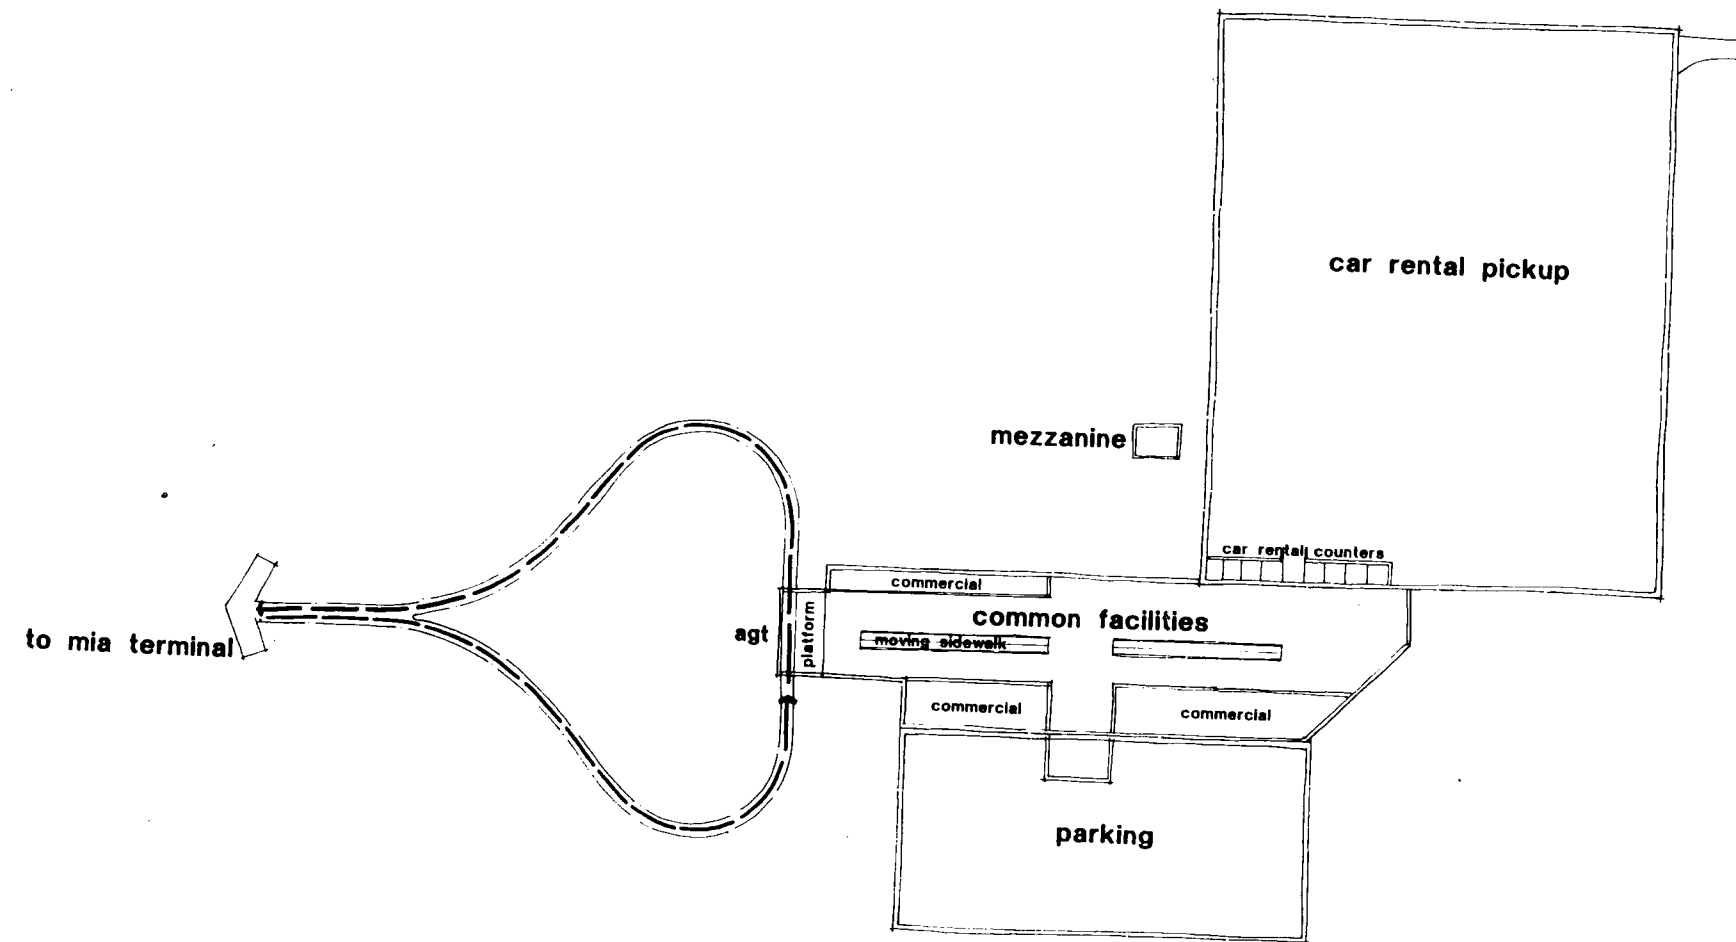 car rental pickup
mezzanine
car rental counters
commercial
common facilities
to mia terminal
agt
platform
moving sidewalk
commercial
commercial
parking